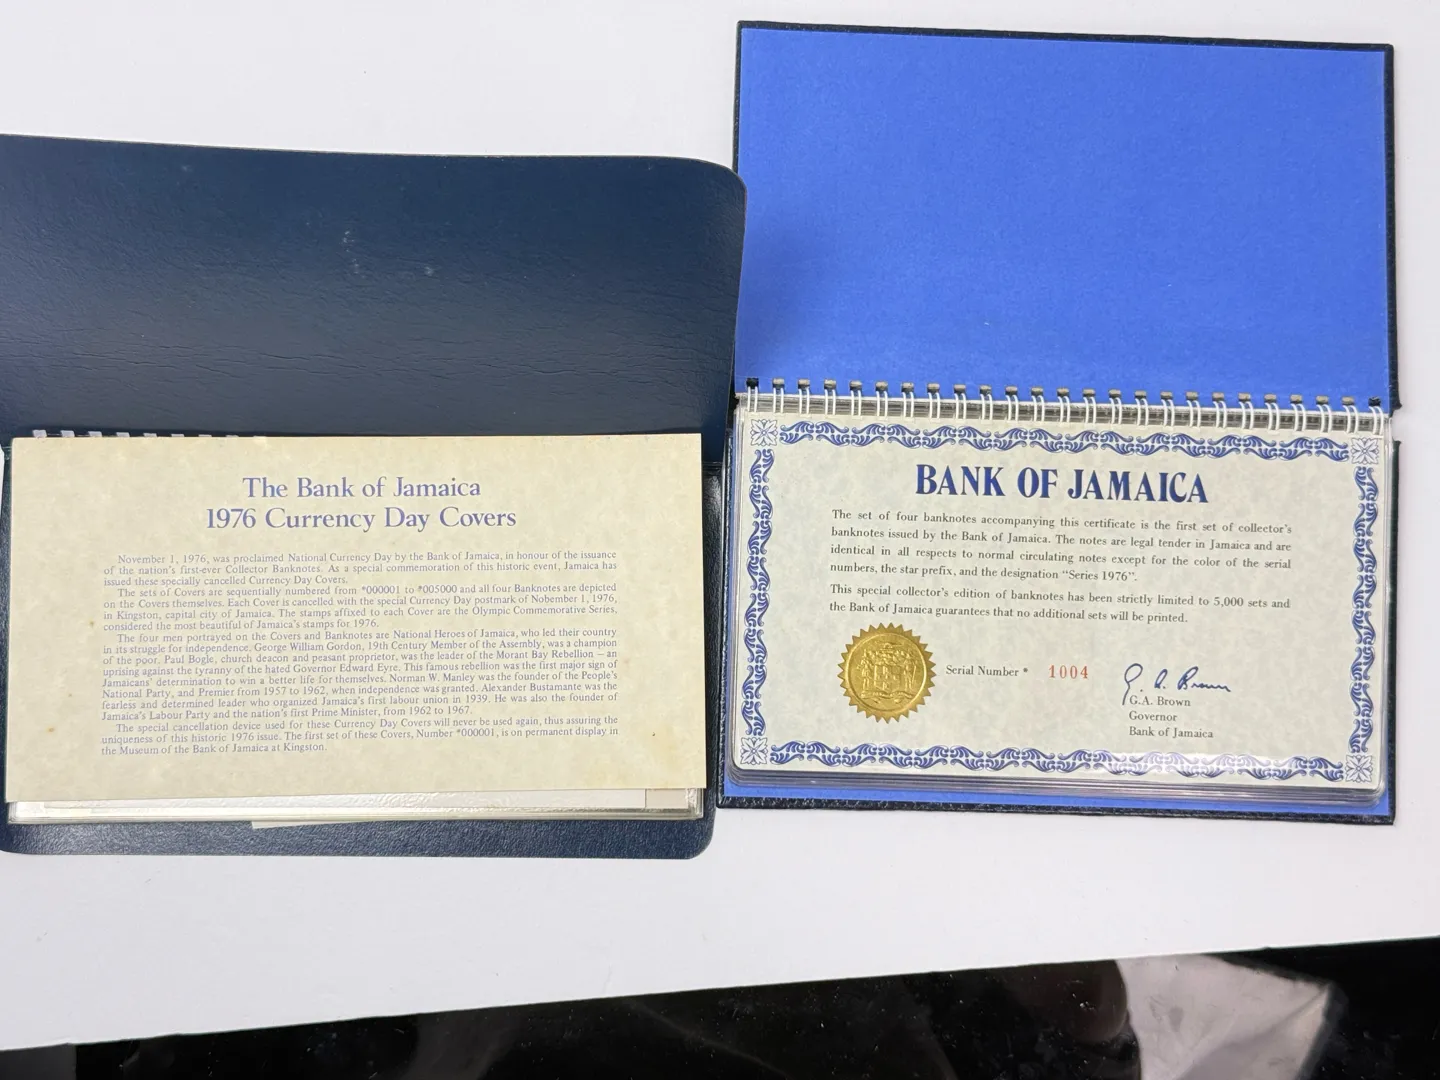 The Bank of Jamaica
1976 Currency Day Covers
November 1, 1976, was proclaimed National Currency Day by the Bank of Jamaica, in honour of the issuance
of the nation's first-ever Collector Banknotes. As a special commemoration of this historic event, Jamaica has
issued these specially cancelled Currency Day Covers.
The sets of Covers are sequentially numbered from *000001 to *005000 and all four Banknotes are depicted
on the Covers themselves. Each Cover is cancelled with the special Currency Day postmark of Nobember 1, 1976,
in Kingston, capital city of Jamaica. The stamps affixed to each Cover are the Olympic Commemorative Series,
considered the most beautiful of Jamaica's stamps for 1976.
The four men portrayed on the Covers and Banknotes are National Heroes of Jamaica, who led their country
in its struggle for independence. George William Gordon, 19th Century Member of the Assembly, was a champion
of the poor. Paul Bogle, church deacon and peasant proprietor, was the leader of the Morant Bay Rebellion — an
uprising against the tyranny of the hated Governor Edward Eyre. This famous rebellion was the first major sign of
Jamaicans' determination to win a better life for themselves. Norman W. Manley was the founder of the People's
National Party, and Premier from 1957 to 1962, when independence was granted. Alexander Bustamante was the
fearless and determined leader who organized Jamaica's first labour union in 1939. He was also the founder of
Jamaica's Labour Party and the nation's first Prime Minister, from 1962 to 1967.
The special cancellation device used for these Currency Day Covers will never be used again, thus assuring the
uniqueness of this historic 1976 issue. The first set of these Covers, Number *000001, is on permanent display in
the Museum of the Bank of Jamaica at Kingston.
BANK OF JAMAICA
The set of four banknotes accompanying this certificate is the first set of collector's
banknotes issued by the Bank of Jamaica. The notes are legal tender in Jamaica and are
identical in all respects to normal circulating notes except for the color of the serial
numbers, the star prefix, and the designation "Series 1976".
This special collector's edition of banknotes has been strictly limited to 5,000 sets and
the Bank of Jamaica guarantees that no additional sets will be printed.
Serial Number * 1004
G. A. Brown
G.A. Brown
Governor
Bank of Jamaica